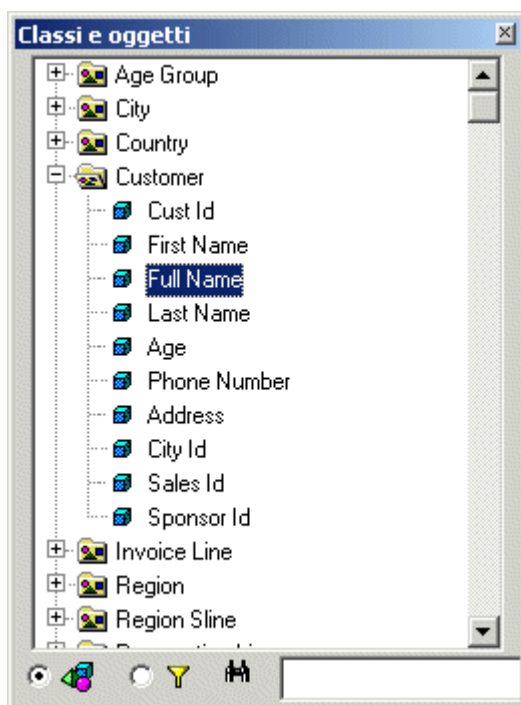 Classi e oggetti
Age Group
City
Country
Customer
Cust Id
First Name
Full Name
Last Name
Age
Phone Number
Address
City Id
Sales Id
Sponsor Id
Invoice Line
Region
Region Sline